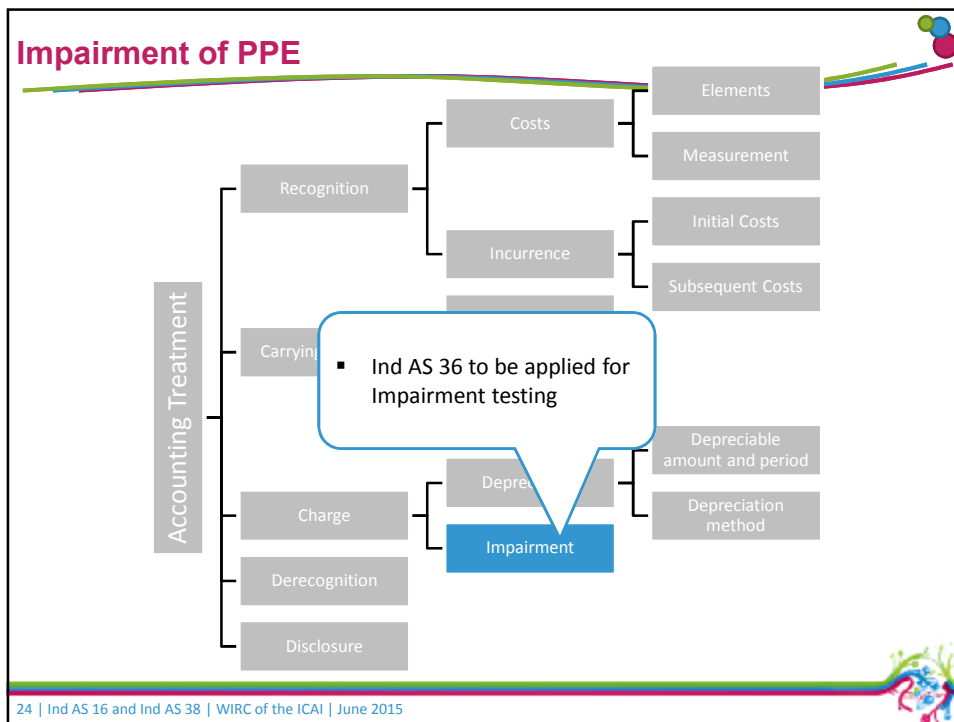 Impairment of PPE
Elements
Costs
Measurement
Recognition
Initial Costs
Incurrence
Subsequent Costs
Accounting Treatment
Carrying
▪ Ind AS 36 to be applied for
Impairment testing
Depreciable
amount and period
Charge
Depreciation
method
Impairment
Derecognition
Disclosure
24 | Ind AS 16 and Ind AS 38 | WIRC of the ICAI | June 2015